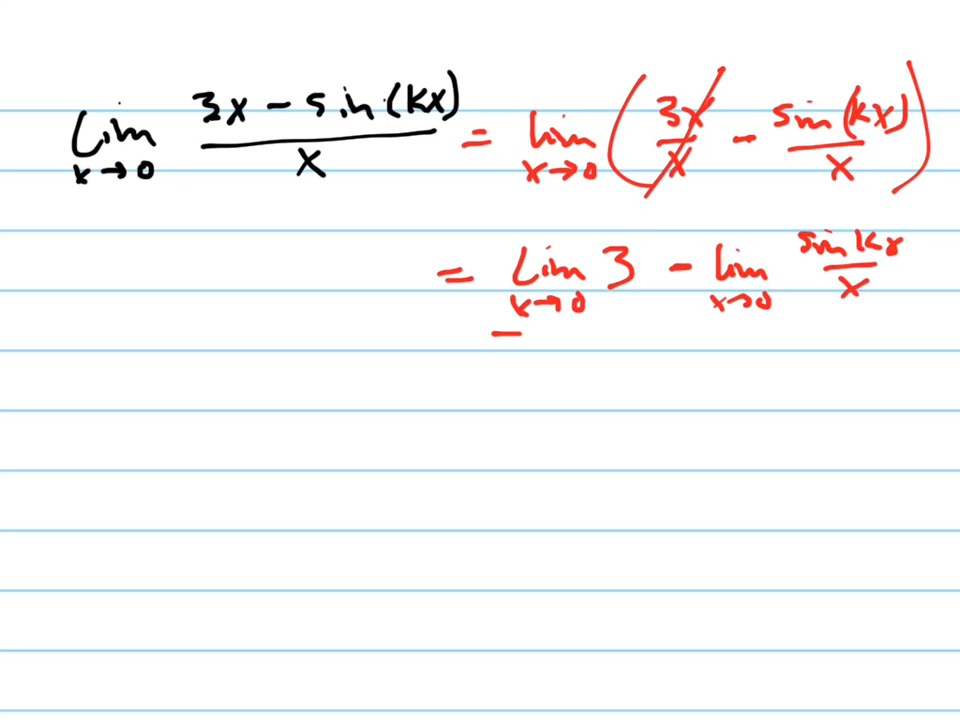 lim x→0 (3x - sin(kx))/x = lim x→0 (3x/x - sin(kx)/x)
= lim x→0 3 - lim x→0 sin kx/x